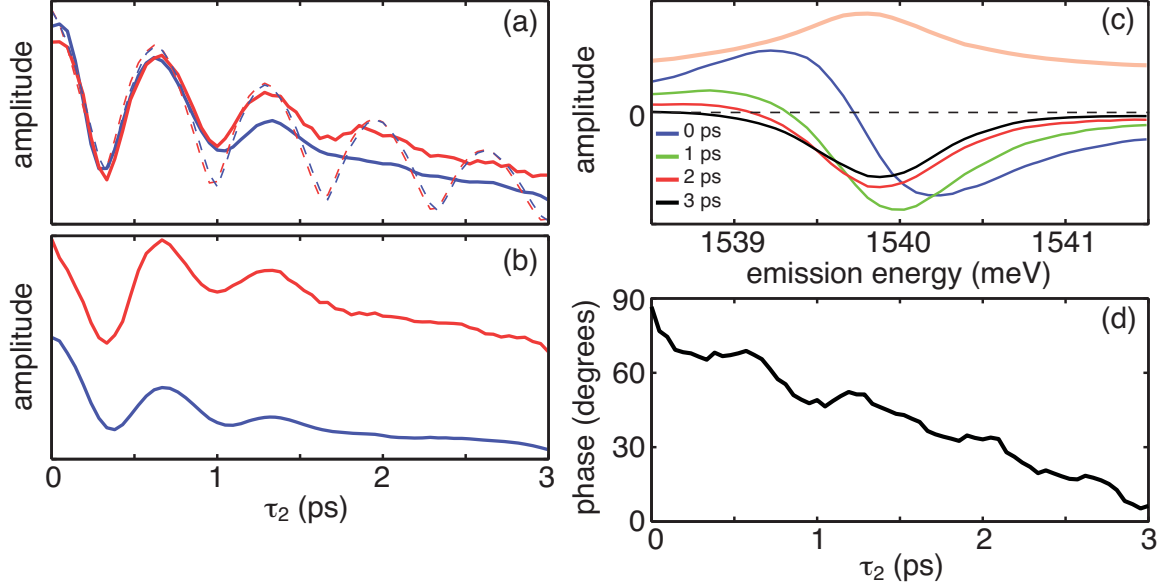 (a)
amplitude
(b)
amplitude
0 1 2 3
τ2 (ps)
(c)
amplitude
0
0 ps
1 ps
2 ps
3 ps
1539 1540 1541
emission energy (meV)
(d)
phase (degrees)
90
60
30
0
0 1 2 3
τ2 (ps)